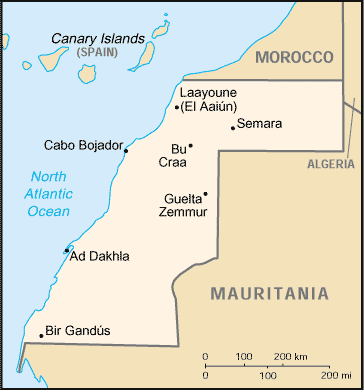 Canary Islands
(SPAIN)
MOROCCO
Laayoune
(El Aaiún)
Semara
Cabo Bojador
Bu
Craa
ALGERIA
North
Atlantic
Ocean
Guelta
Zemmur
Ad Dakhla
MAURITANIA
Bir Gandús
0 100 200 km
0 100 200 mi